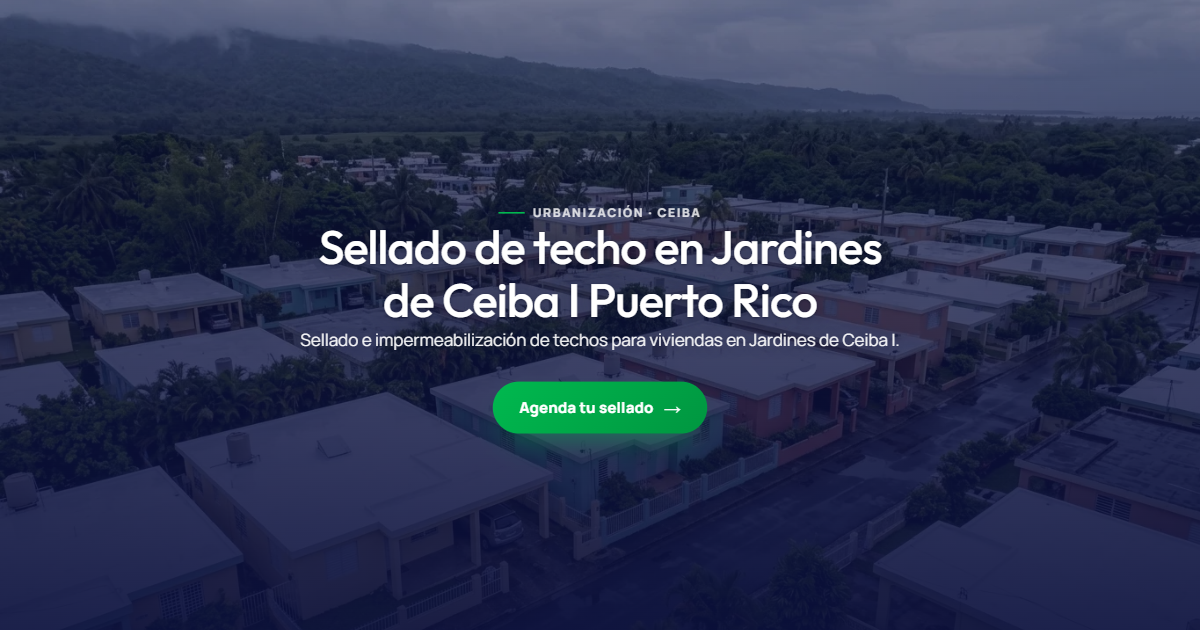 URBANIZACIÓN · CEIBA
Sellado de techo en Jardines
de Ceiba I Puerto Rico
Sellado e impermeabilización de techos para viviendas en Jardines de Ceiba I.
Agenda tu sellado →